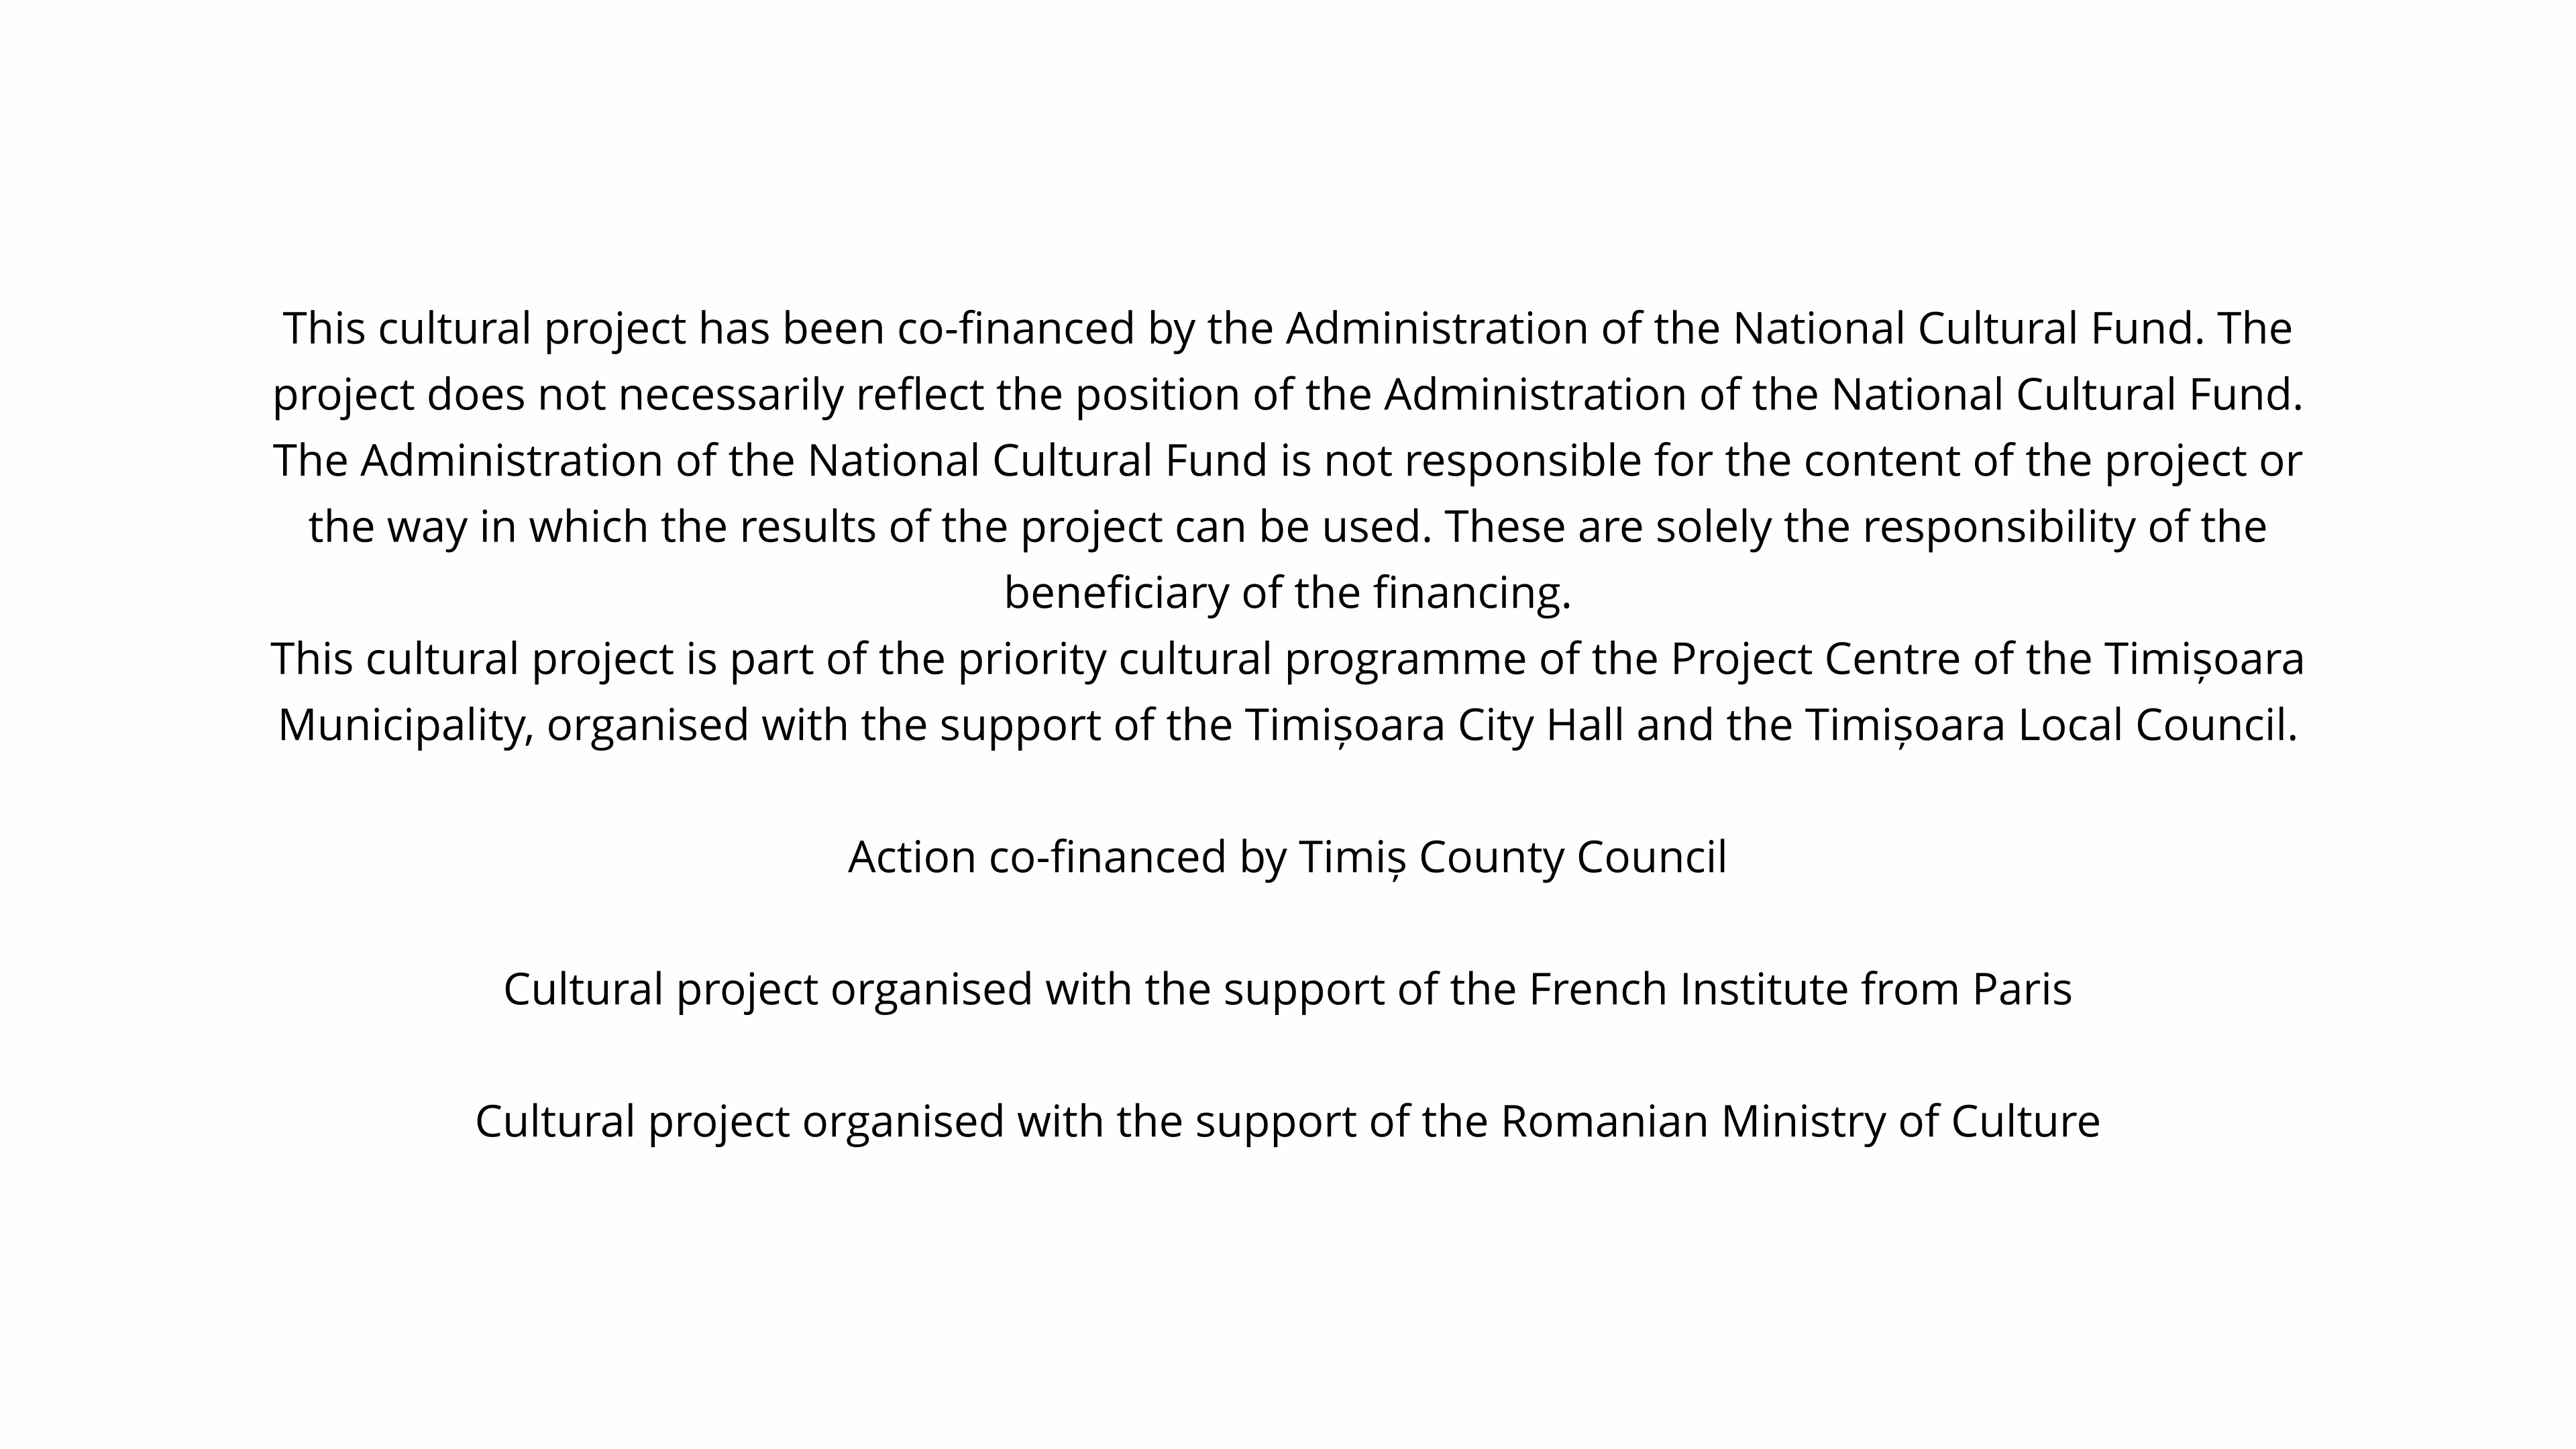 This cultural project has been co-financed by the Administration of the National Cultural Fund. The
project does not necessarily reflect the position of the Administration of the National Cultural Fund.
The Administration of the National Cultural Fund is not responsible for the content of the project or
the way in which the results of the project can be used. These are solely the responsibility of the
beneficiary of the financing.
This cultural project is part of the priority cultural programme of the Project Centre of the Timișoara
Municipality, organised with the support of the Timișoara City Hall and the Timișoara Local Council.
Action co-financed by Timiș County Council
Cultural project organised with the support of the French Institute from Paris
Cultural project organised with the support of the Romanian Ministry of Culture